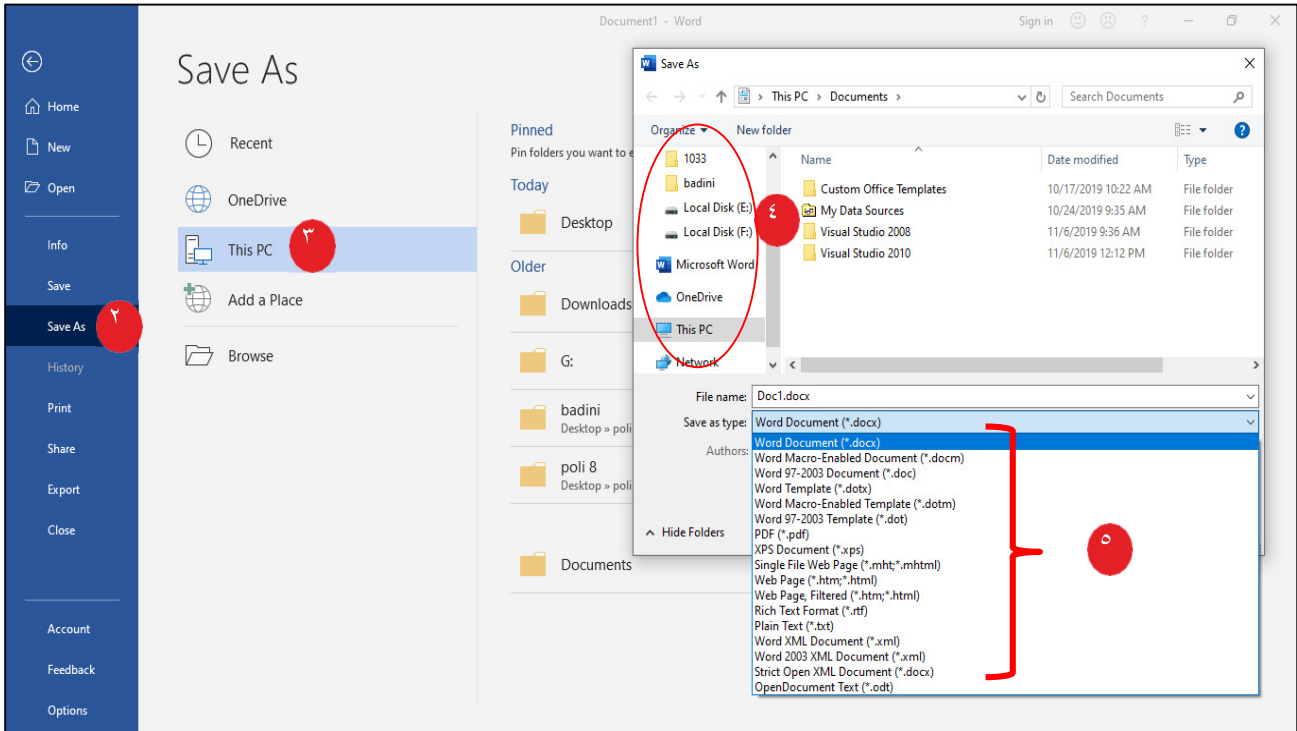 Document1 - Word
Sign in
?
Home
New
Open
Info
Save
Save As
٢
History
Print
Share
Export
Close
Account
Feedback
Options
Save As
Recent
OneDrive
This PC
٣
Add a Place
Browse
Pinned
Pin folders you want to e
Today
Desktop
Older
Downloads
G:
badini
Desktop » poli
poli 8
Desktop » poli
Documents
Save As
This PC > Documents >
Search Documents
Organize
New folder
?
1033
badini
Local Disk (E:)
Local Disk (F:)
Microsoft Word
OneDrive
This PC
Network
٤
Name Date modified Type
Custom Office Templates 10/17/2019 10:22 AM File folder
My Data Sources 10/24/2019 9:35 AM File folder
Visual Studio 2008 11/6/2019 9:36 AM File folder
Visual Studio 2010 11/6/2019 12:12 PM File folder
File name: Doc1.docx
Save as type: Word Document (*.docx)
Authors:
Hide Folders
Word Document (*.docx)
Word Macro-Enabled Document (*.docm)
Word 97-2003 Document (*.doc)
Word Template (*.dotx)
Word Macro-Enabled Template (*.dotm)
Word 97-2003 Template (*.dot)
PDF (*.pdf)
XPS Document (*.xps)
Single File Web Page (*.mht;*.mhtml)
Web Page (*.htm;*.html)
Web Page, Filtered (*.htm;*.html)
Rich Text Format (*.rtf)
Plain Text (*.txt)
Word XML Document (*.xml)
Word 2003 XML Document (*.xml)
Strict Open XML Document (*.docx)
OpenDocument Text (*.odt)
٥